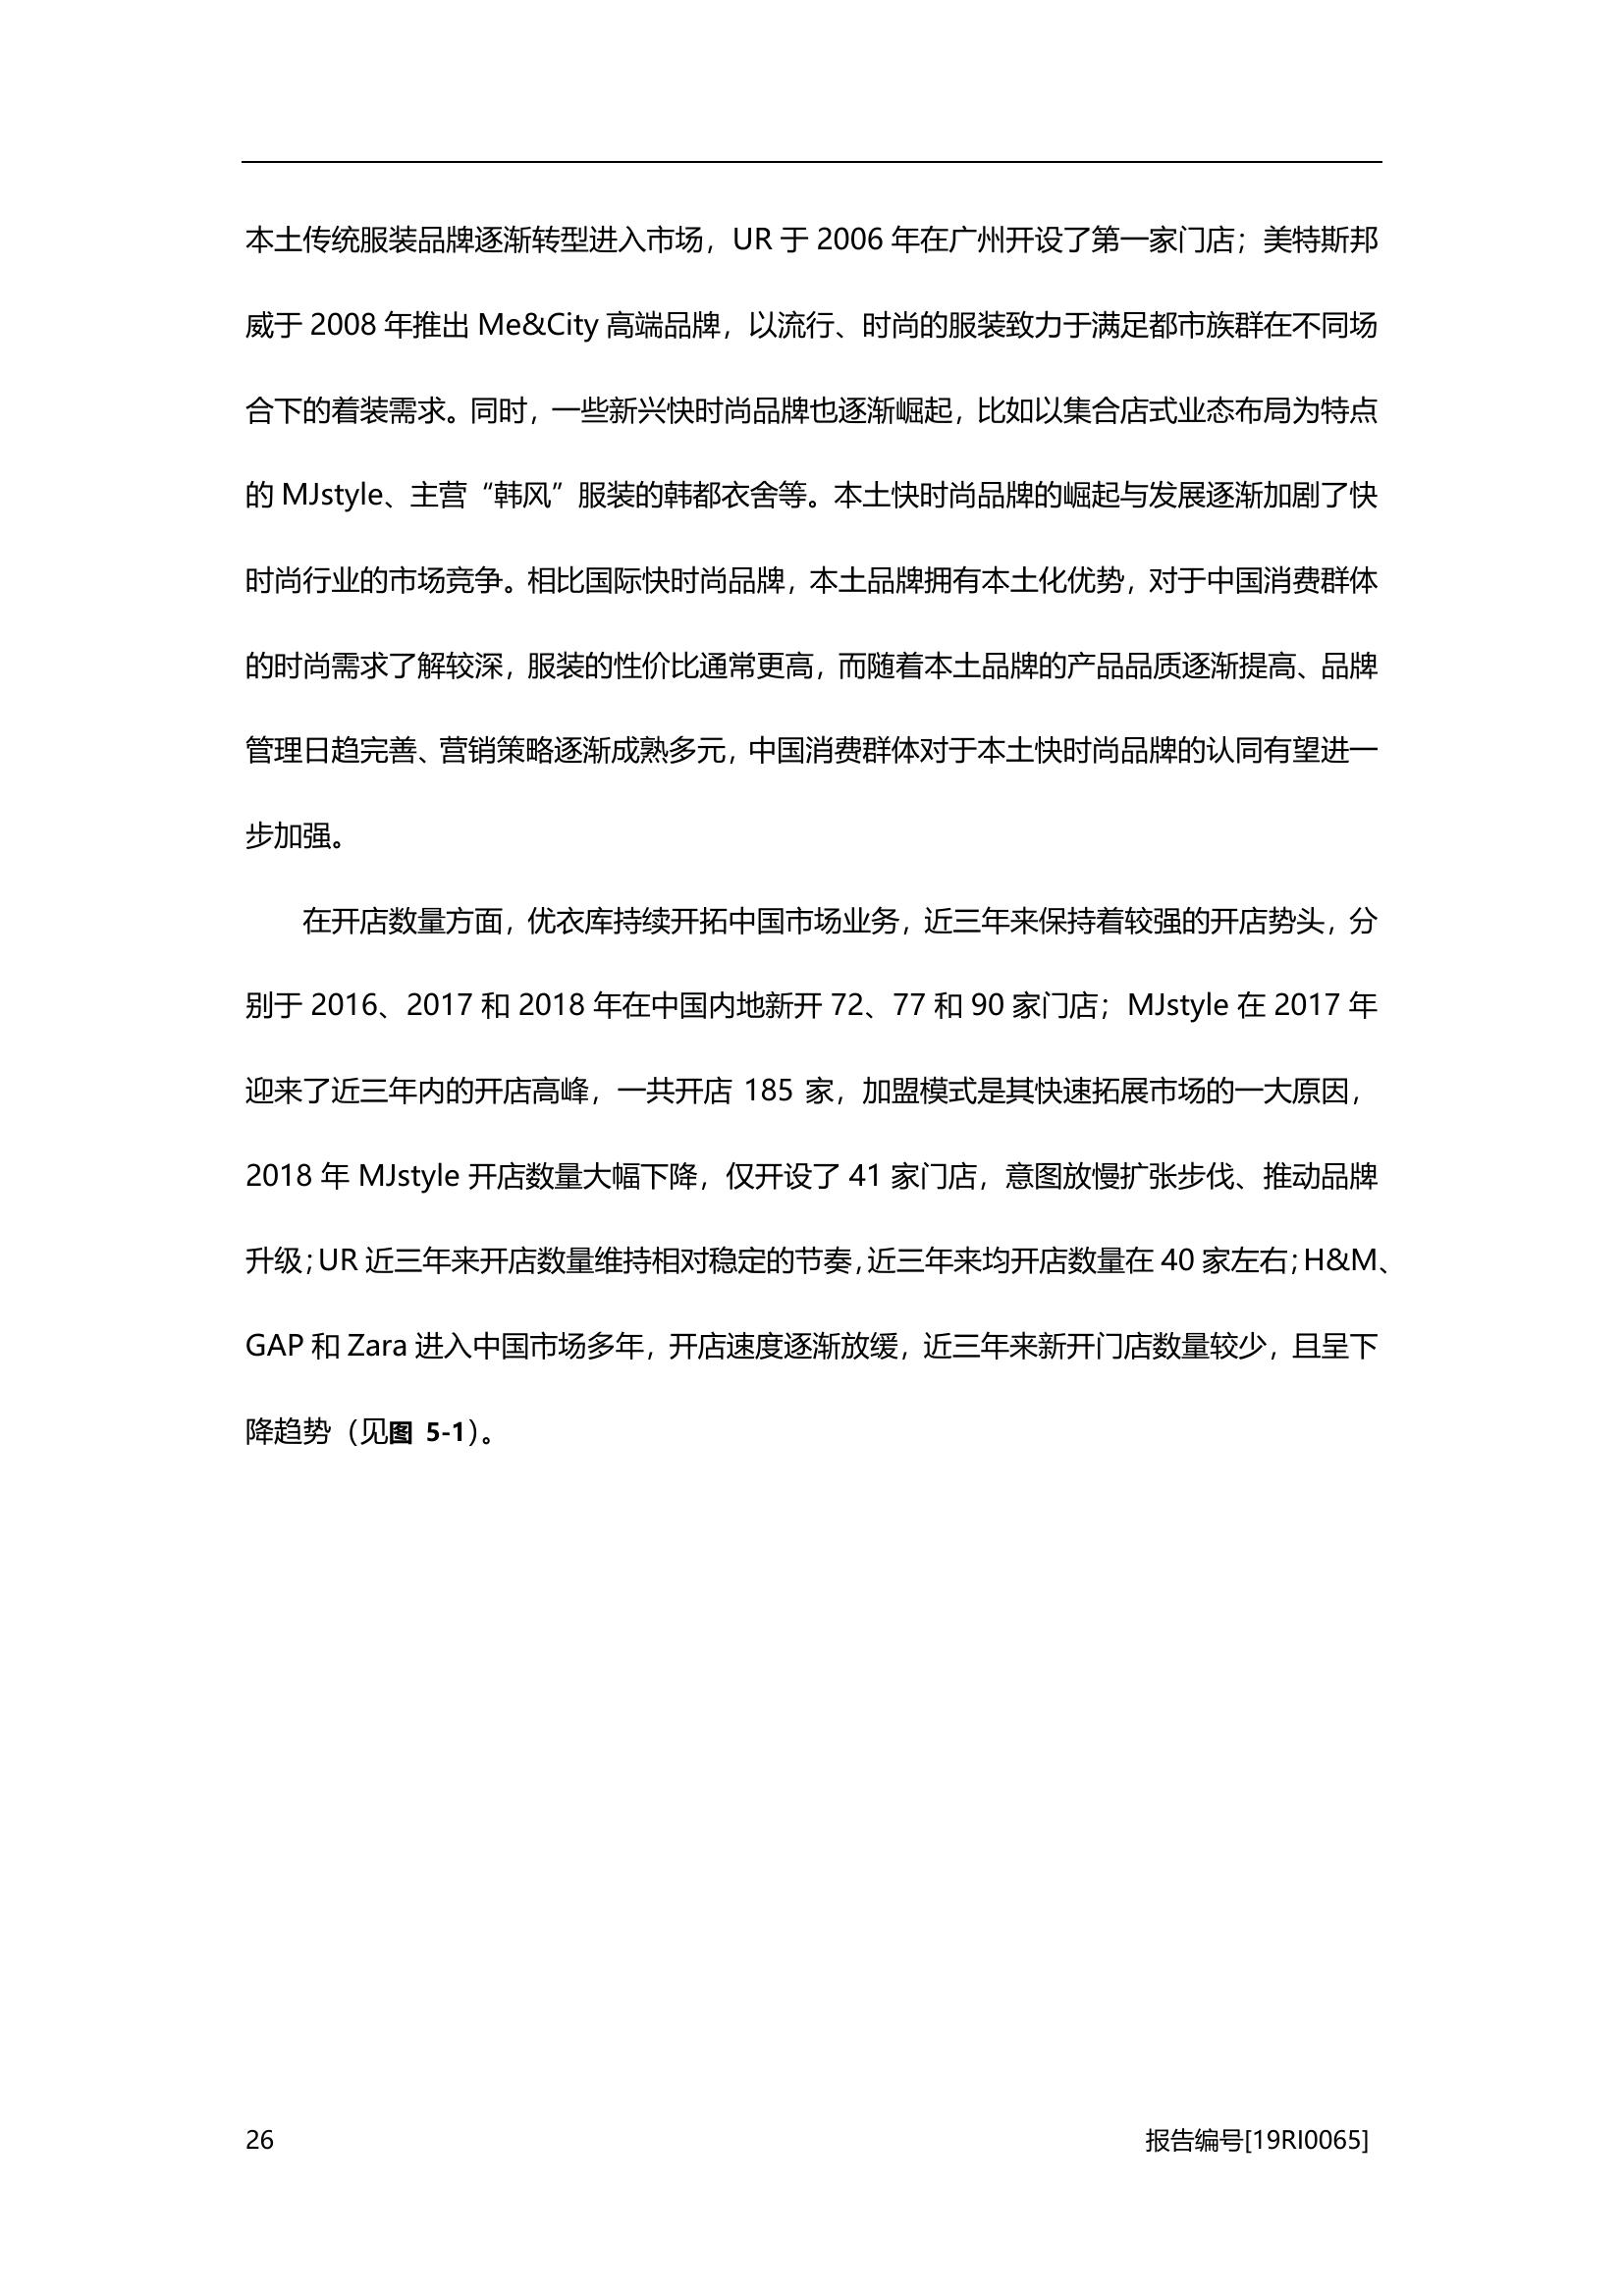 本土传统服装品牌逐渐转型进入市场，UR 于 2006 年在广州开设了第一家门店；美特斯邦
威于 2008 年推出 Me&City 高端品牌，以流行、时尚的服装致力于满足都市族群在不同场
合下的着装需求。同时，一些新兴快时尚品牌也逐渐崛起，比如以集合店式业态布局为特点
的 MJstyle、主营“韩风”服装的韩都衣舍等。本土快时尚品牌的崛起与发展逐渐加剧了快
时尚行业的市场竞争。相比国际快时尚品牌，本土品牌拥有本土化优势，对于中国消费群体
的时尚需求了解较深，服装的性价比通常更高，而随着本土品牌的产品品质逐渐提高、品牌
管理日趋完善、营销策略逐渐成熟多元，中国消费群体对于本土快时尚品牌的认同有望进一
步加强。
在开店数量方面，优衣库持续开拓中国市场业务，近三年来保持着较强的开店势头，分
别于 2016、2017 和 2018 年在中国内地新开 72、77 和 90 家门店；MJstyle 在 2017 年
迎来了近三年内的开店高峰，一共开店 185 家，加盟模式是其快速拓展市场的一大原因，
2018 年 MJstyle 开店数量大幅下降，仅开设了 41 家门店，意图放慢扩张步伐、推动品牌
升级；UR 近三年来开店数量维持相对稳定的节奏，近三年来均开店数量在 40 家左右；H&M、
GAP 和 Zara 进入中国市场多年，开店速度逐渐放缓，近三年来新开门店数量较少，且呈下
降趋势（见图 5-1）。
26 报告编号[19RI0065]